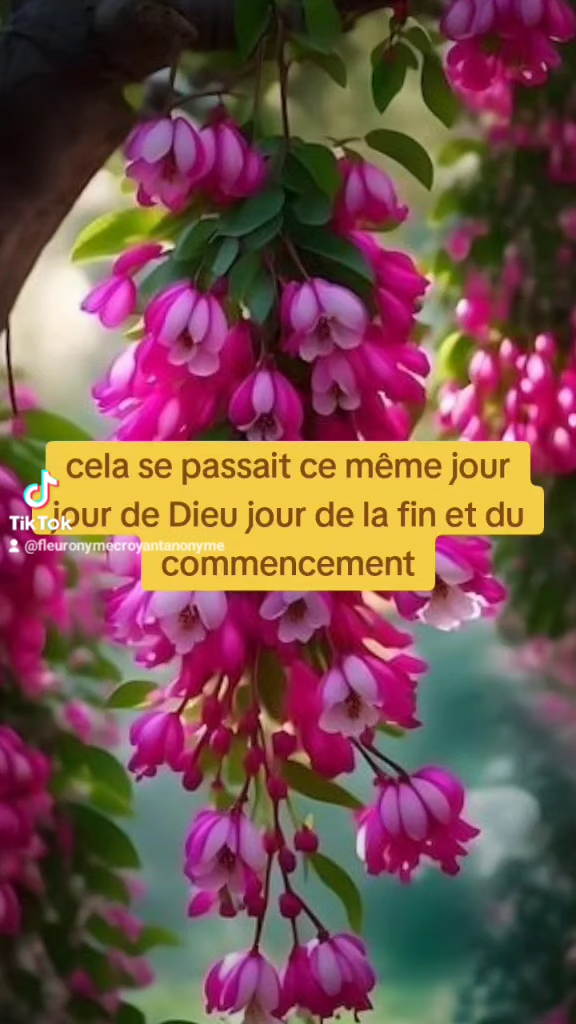 cela se passait ce même jour
jour de Dieu jour de la fin et du
commencement
TikTok
@fleuronymecroyantanonyme